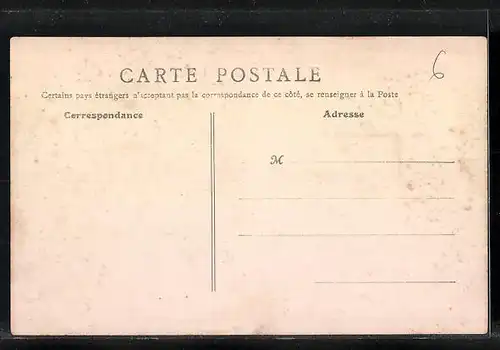 CARTE POSTALE
6
Certains pays étrangers n'acceptant pas la correspondance de ce côté, se renseigner à la Poste
Correspondance
Adresse
M